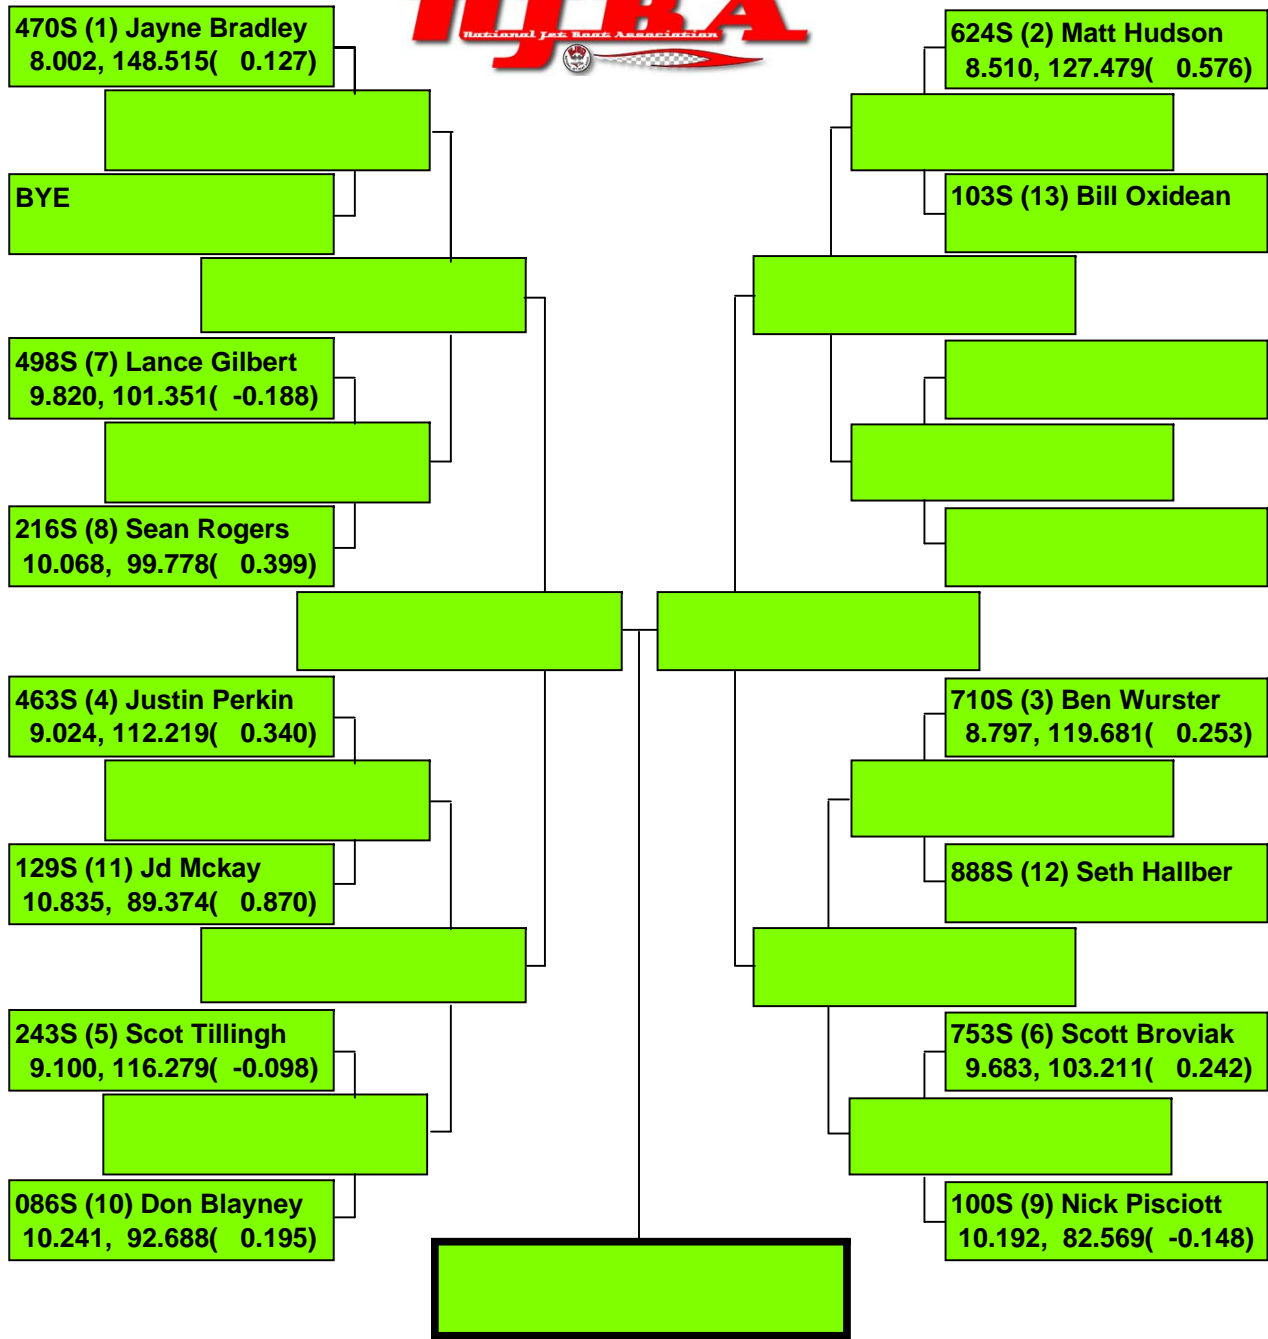 NJBA
National Jet Boat Association
470S (1) Jayne Bradley
8.002, 148.515( 0.127)
BYE
498S (7) Lance Gilbert
9.820, 101.351( -0.188)
216S (8) Sean Rogers
10.068, 99.778( 0.399)
463S (4) Justin Perkin
9.024, 112.219( 0.340)
129S (11) Jd Mckay
10.835, 89.374( 0.870)
243S (5) Scot Tillingh
9.100, 116.279( -0.098)
086S (10) Don Blayney
10.241, 92.688( 0.195)
624S (2) Matt Hudson
8.510, 127.479( 0.576)
103S (13) Bill Oxidean
710S (3) Ben Wurster
8.797, 119.681( 0.253)
888S (12) Seth Hallber
753S (6) Scott Broviak
9.683, 103.211( 0.242)
100S (9) Nick Pisciott
10.192, 82.569( -0.148)